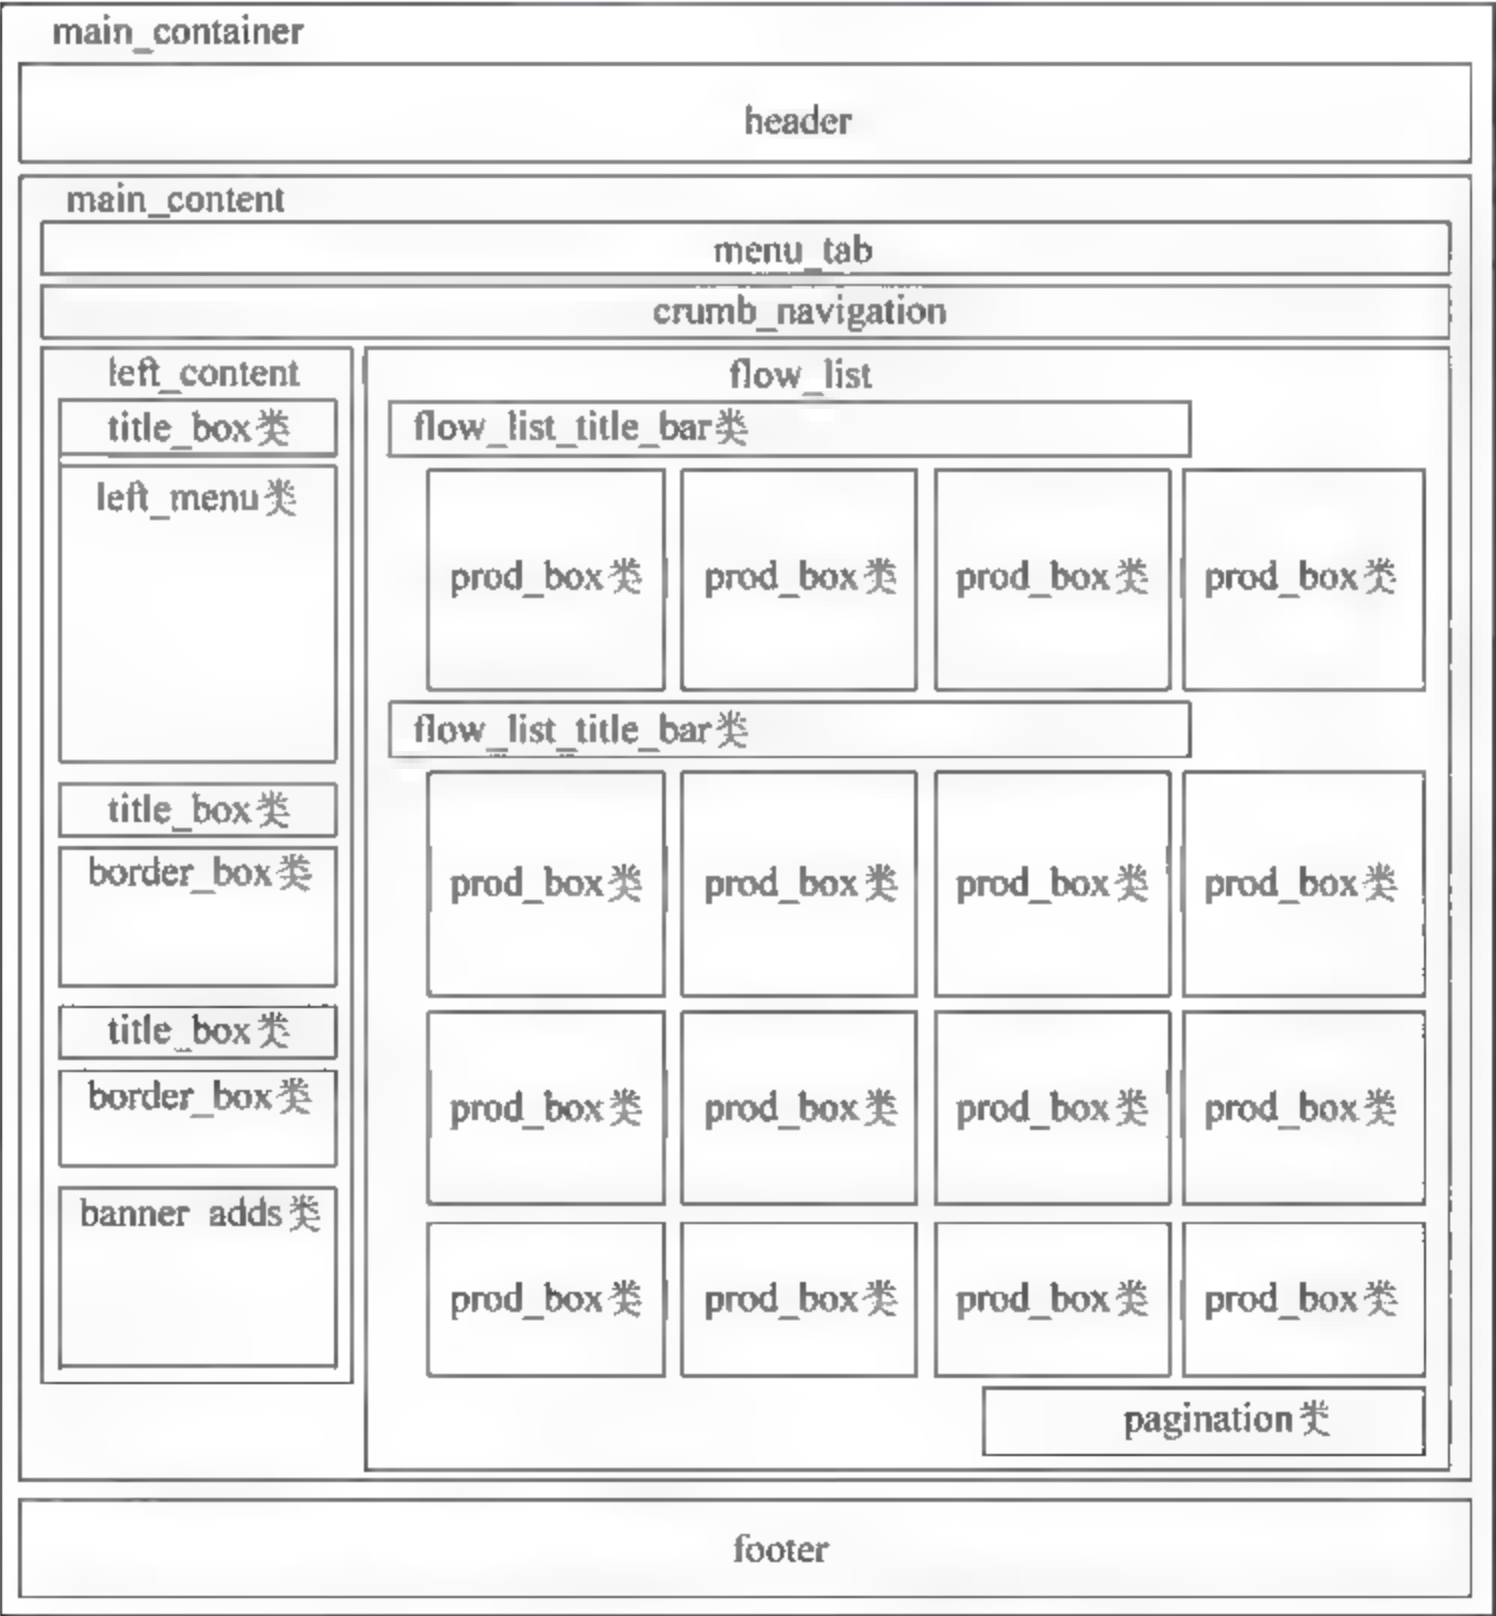 main_container
header
main_content
menu_tab
crumb_navigation
left_content
title_box类
left_menu类
title_box类
border_box类
title_box类
border_box类
banner adds类
flow_list
flow_list_title_bar类
prod_box类 prod_box类 prod_box类 prod_box类
flow_list_title_bar类
prod_box类 prod_box类 prod_box类 prod_box类
prod_box类 prod_box类 prod_box类 prod_box类
prod_box类 prod_box类 prod_box类 prod_box类
pagination类
footer